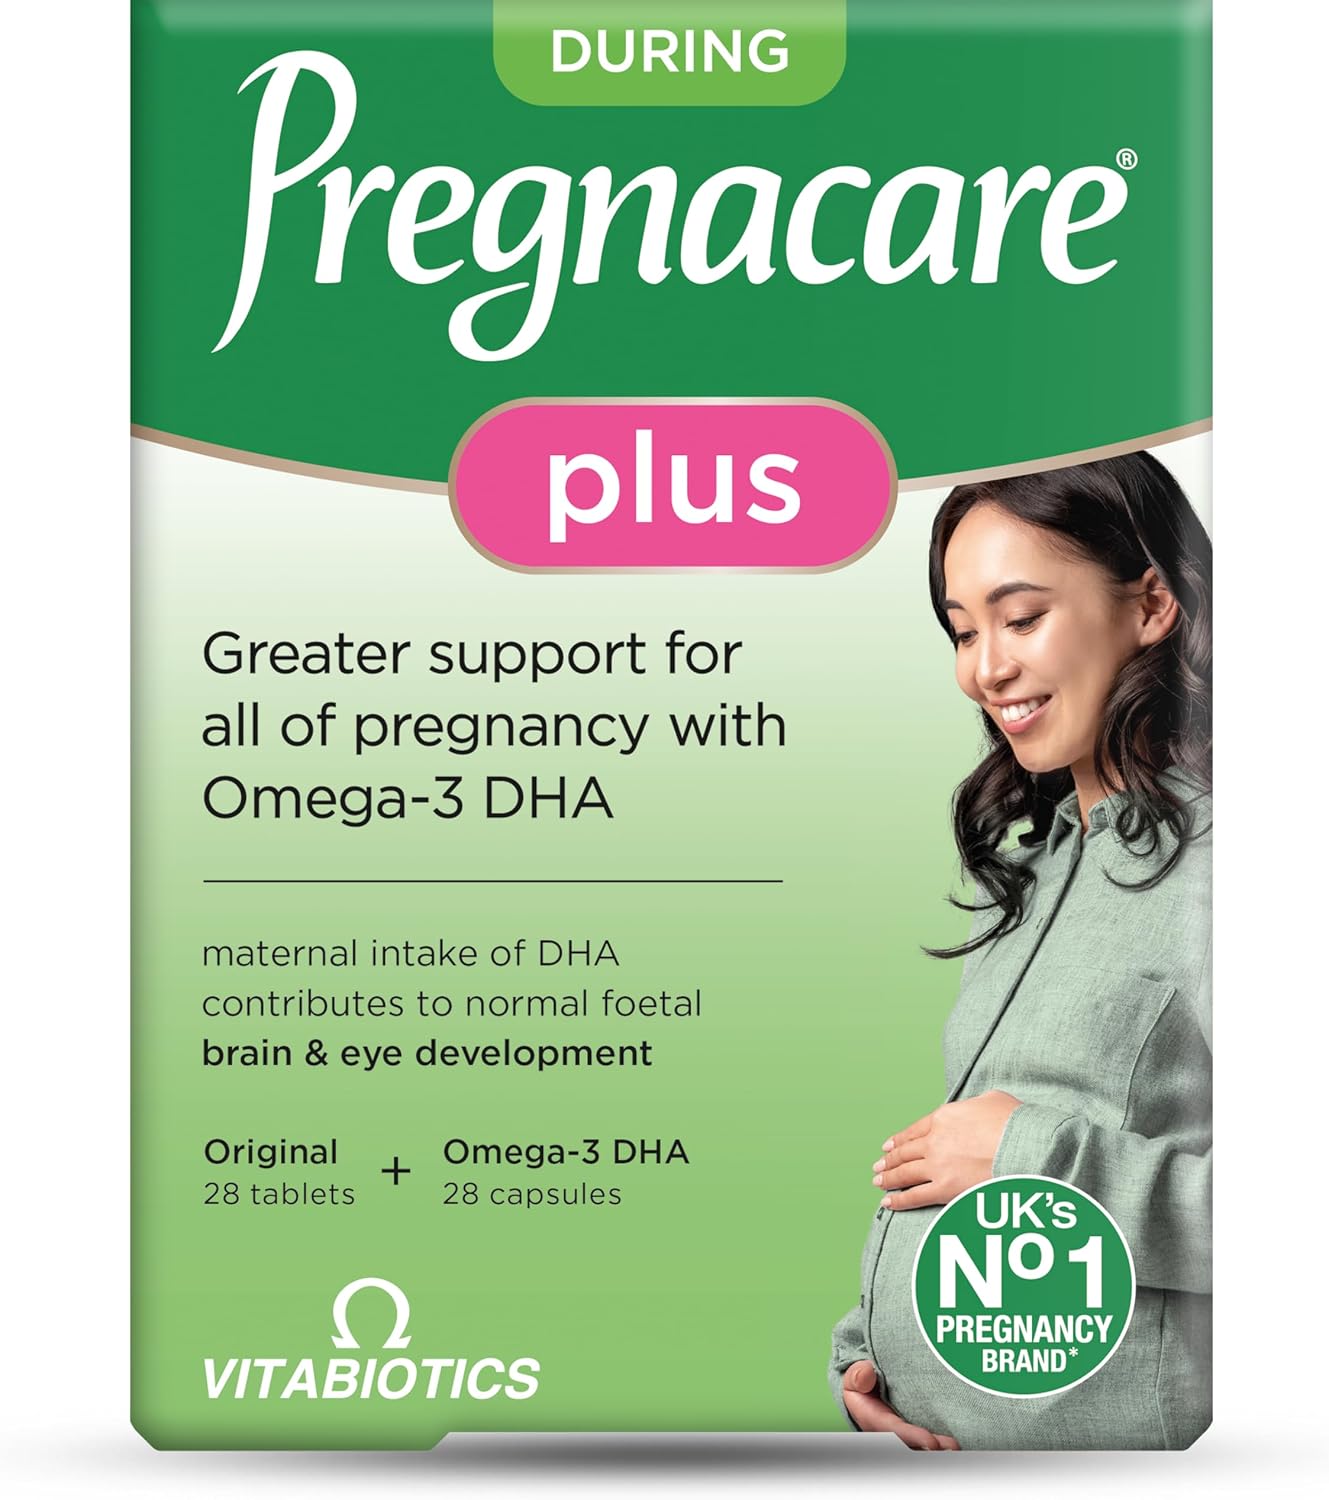 DURING
Pregnacare®
plus
Greater support for
all of pregnancy with
Omega-3 DHA
maternal intake of DHA
contributes to normal foetal
brain & eye development
Original
28 tablets
+
Omega-3 DHA
28 capsules
VITABIOTICS
UK's
Nº1
PREGNANCY
BRAND*